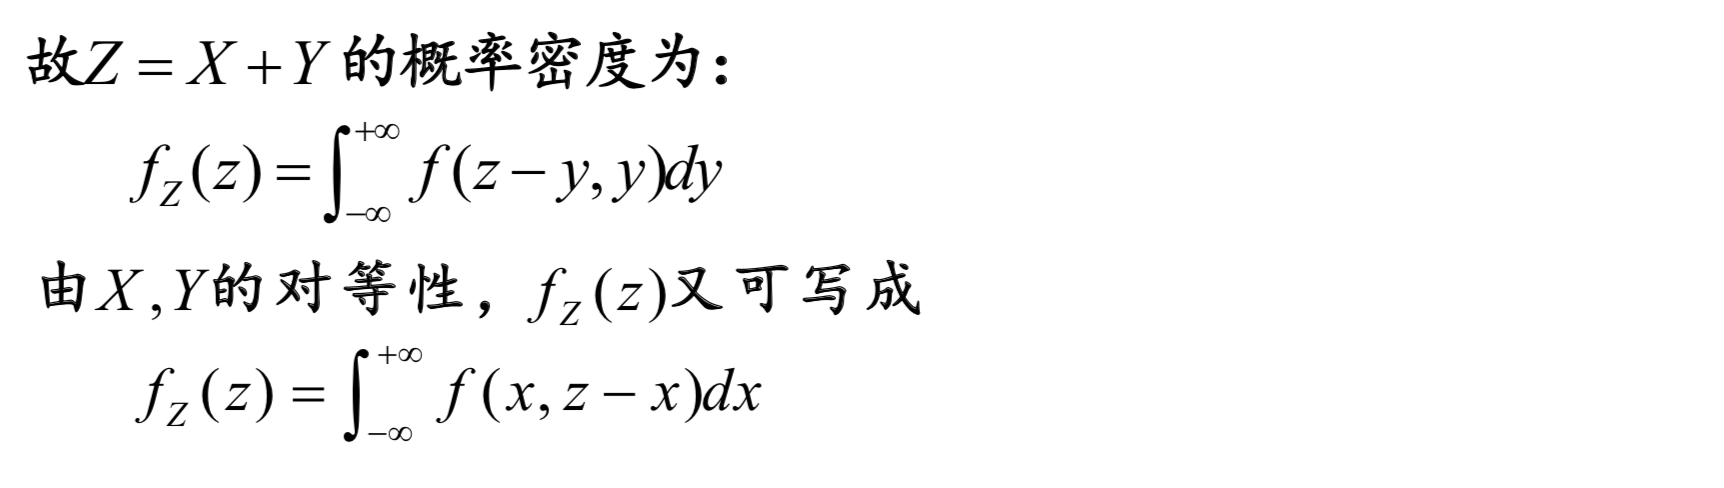 故Z = X + Y 的概率密度为：
f_Z(z) = ∫_{-∞}^{+∞} f(z − y, y)dy
由X,Y的对等性，f_Z(z)又可写成
f_Z(z) = ∫_{-∞}^{+∞} f(x, z − x)dx